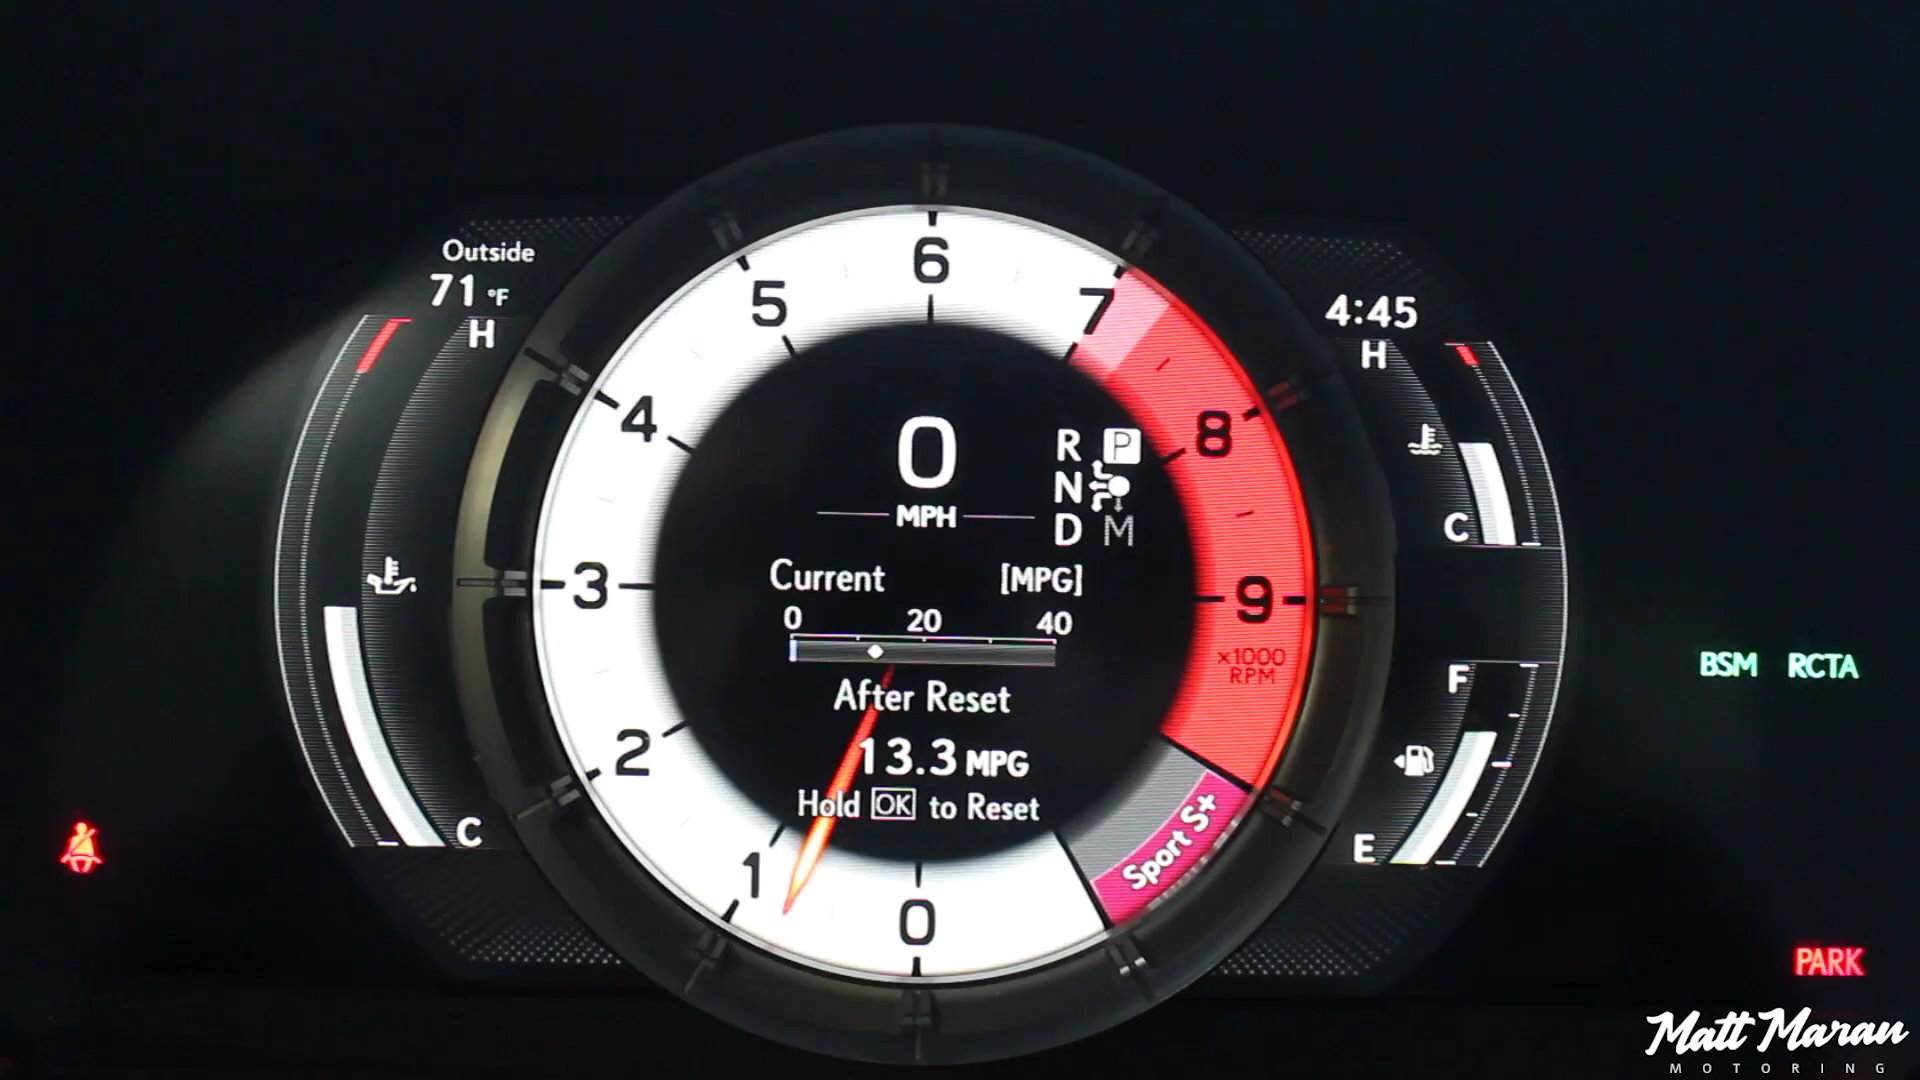 Outside
71 °F
H
C
4:45
H
C
F
E
6
5
7
4
8
3
9
2
1
0
×1000
RPM
Sport S+
0
MPH
R P
N
D M
Current [MPG]
0 20 40
After Reset
13.3 MPG
Hold OK to Reset
BSM RCTA
PARK
Matt Maran
MOTORING